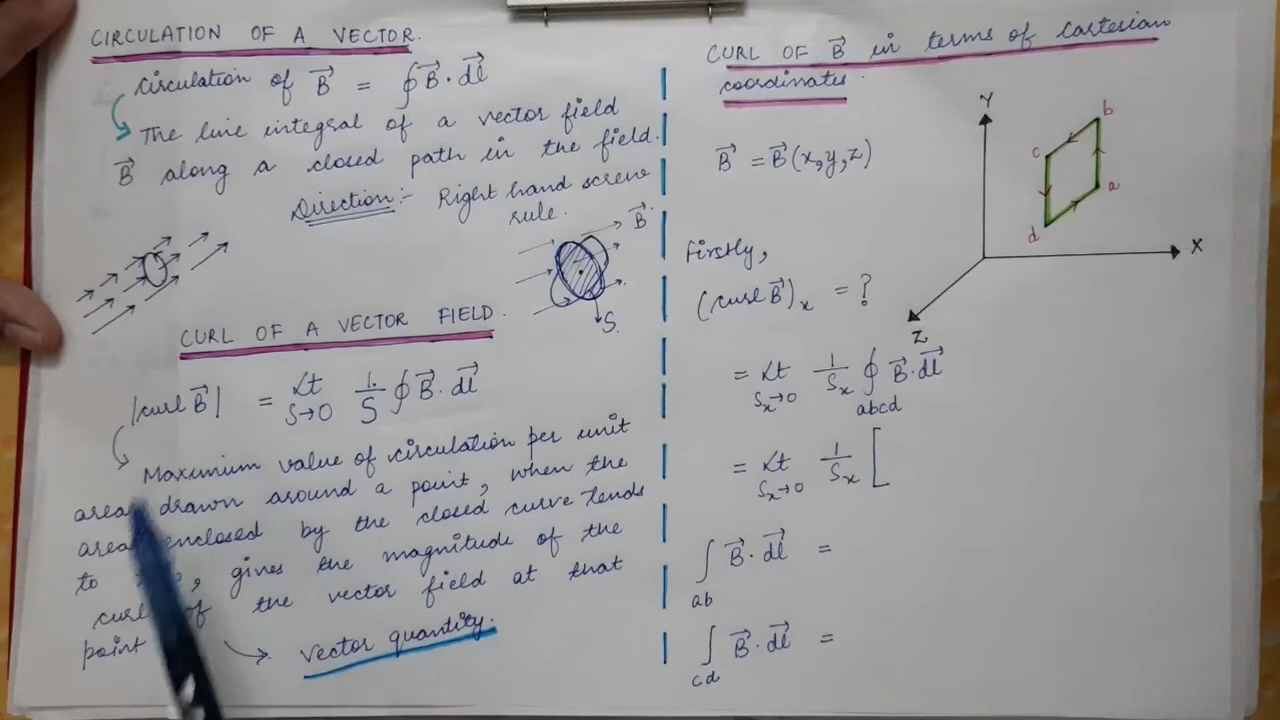 CIRCULATION OF A VECTOR.
Circulation of B⃗ = ∮B⃗·dl⃗
The line integral of a vector field
B⃗ along a closed path in the field.
Direction:- Right hand screw
rule.
B⃗
S.
CURL OF A VECTOR FIELD.
|curl B⃗| = Lt S→0 1/S ∮B⃗·dl⃗
Maximum value of circulation per unit
area drawn around a point, when the
area enclosed by the closed curve tends
to , gives the magnitude of the
curl of the vector field at that
point
Vector quantity.
CURL OF B⃗ in terms of Cartesian
coordinates.
Y
b
c
a
d
X
Z
B⃗ = B⃗(x,y,z)
Firstly,
(curl B⃗)x = ?
= Lt Sx→0 1/Sx ∮abcd B⃗·dl⃗
= Lt Sx→0 1/Sx [
∫ab B⃗·dl⃗ =
∫cd B⃗·dl⃗ =